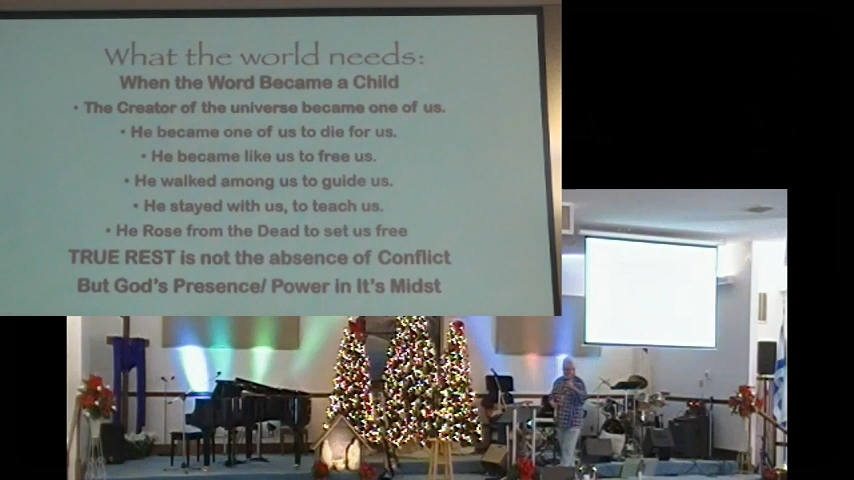 What the world needs:
When the Word Became a Child
• The Creator of the universe became one of us.
• He became one of us to die for us.
• He became like us to free us.
• He walked among us to guide us.
• He stayed with us, to teach us.
• He Rose from the Dead to set us free
TRUE REST is not the absence of Conflict
But God's Presence/ Power in It's Midst